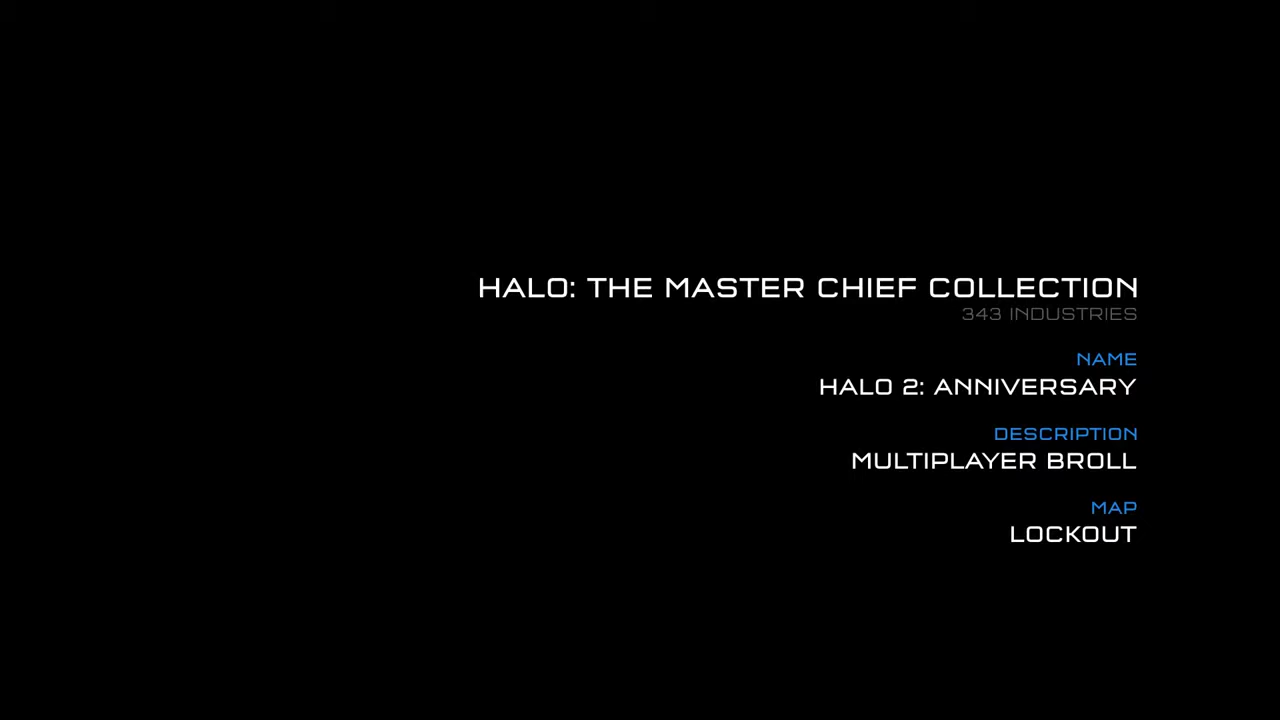 HALO: THE MASTER CHIEF COLLECTION
343 INDUSTRIES
NAME
HALO 2: ANNIVERSARY
DESCRIPTION
MULTIPLAYER BROLL
MAP
LOCKOUT